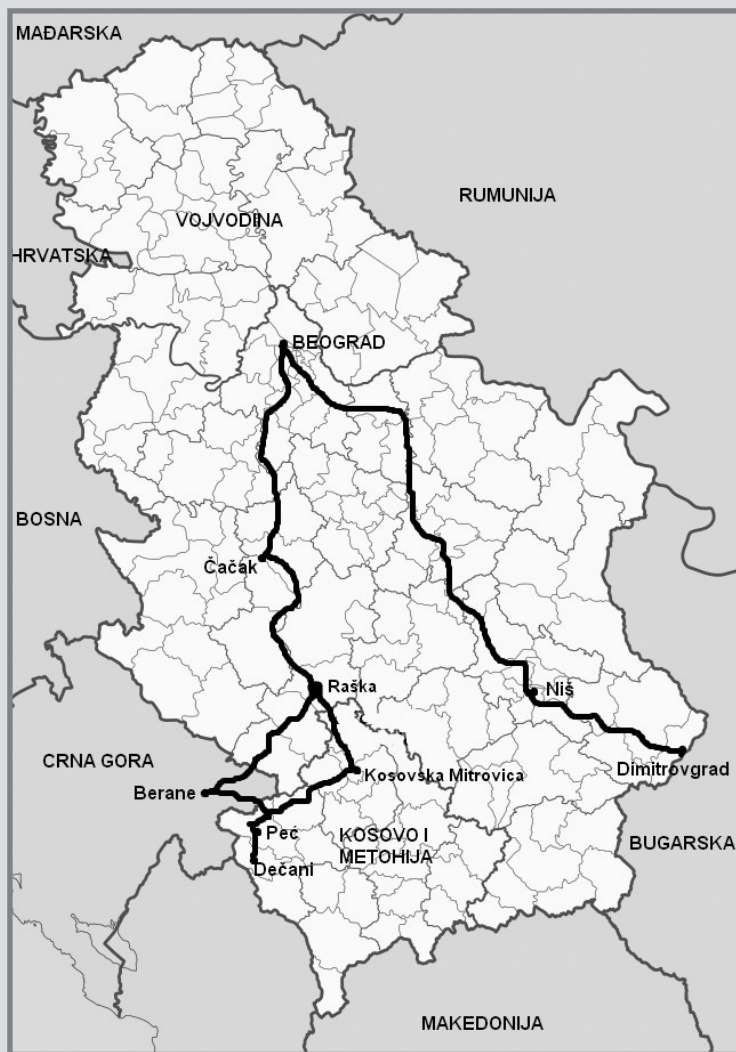 MAĐARSKA
RUMUNIJA
VOJVODINA
HRVATSKA
BEOGRAD
BOSNA
Čačak
Raška
Niš
CRNA GORA
Dimitrovgrad
Kosovska Mitrovica
Berane
Peć
KOSOVO I
METOHIJA
BUGARSKA
Dečani
MAKEDONIJA